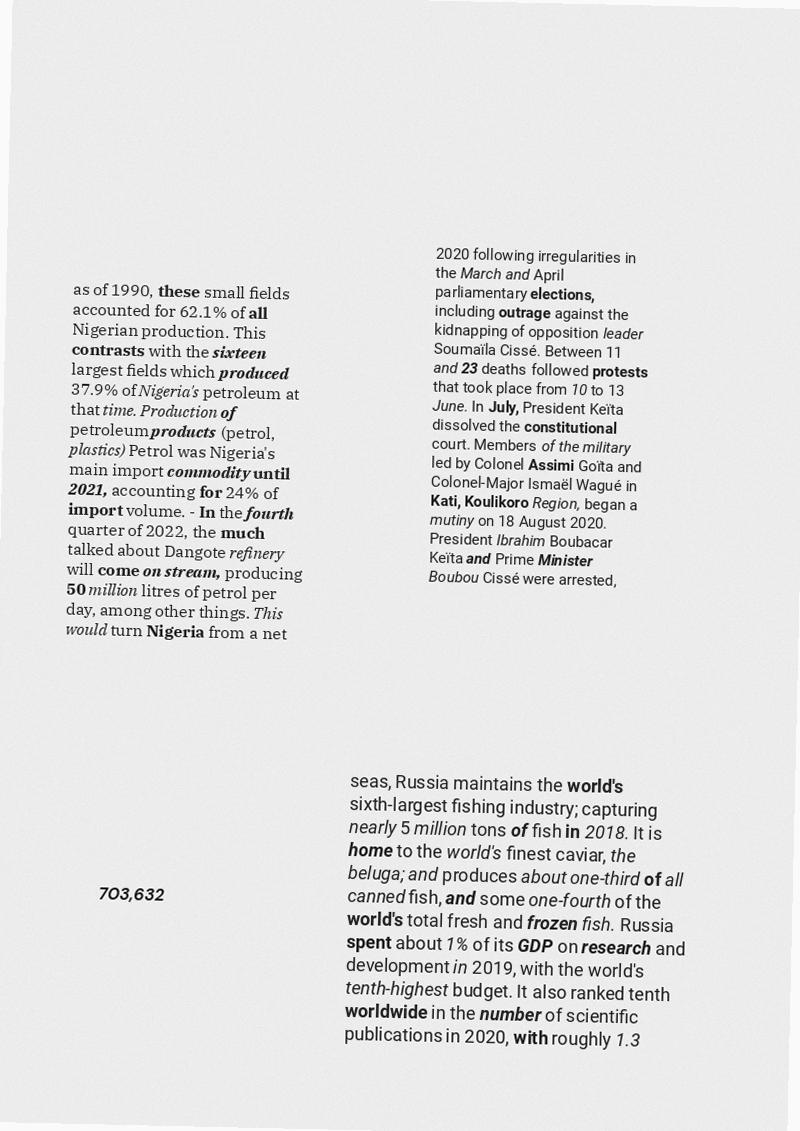 as of 1990, these small fields
accounted for 62.1% of all
Nigerian production. This
contrasts with the sixteen
largest fields which produced
37.9% of Nigeria's petroleum at
that time. Production of
petroleum products (petrol,
plastics) Petrol was Nigeria's
main import commodity until
2021, accounting for 24% of
import volume. - In the fourth
quarter of 2022, the much
talked about Dangote refinery
will come on stream, producing
50 million litres of petrol per
day, among other things. This
would turn Nigeria from a net
2020 following irregularities in
the March and April
parliamentary elections,
including outrage against the
kidnapping of opposition leader
Soumaïla Cissé. Between 11
and 23 deaths followed protests
that took place from 10 to 13
June. In July, President Keïta
dissolved the constitutional
court. Members of the military
led by Colonel Assimi Goïta and
Colonel-Major Ismaël Wagué in
Kati, Koulikoro Region, began a
mutiny on 18 August 2020.
President Ibrahim Boubacar
Keïta and Prime Minister
Boubou Cissé were arrested,
703,632
seas, Russia maintains the world's
sixth-largest fishing industry; capturing
nearly 5 million tons of fish in 2018. It is
home to the world's finest caviar, the
beluga; and produces about one-third of all
canned fish, and some one-fourth of the
world's total fresh and frozen fish. Russia
spent about 1% of its GDP on research and
development in 2019, with the world's
tenth-highest budget. It also ranked tenth
worldwide in the number of scientific
publications in 2020, with roughly 1.3